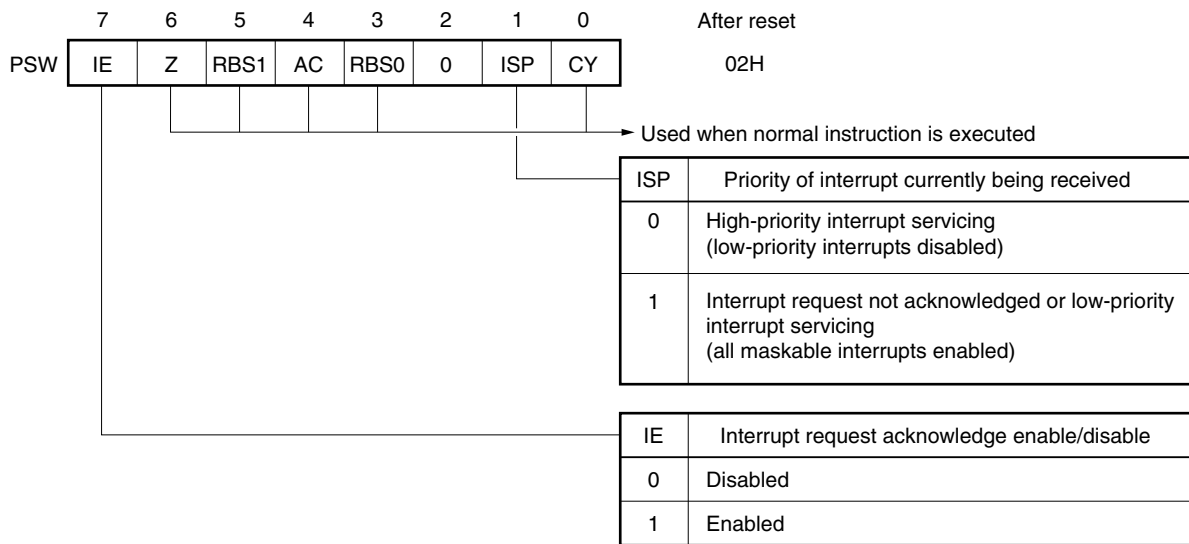 7 6 5 4 3 2 1 0 After reset
PSW IE Z RBS1 AC RBS0 0 ISP CY 02H
Used when normal instruction is executed
ISP Priority of interrupt currently being received
0 High-priority interrupt servicing
(low-priority interrupts disabled)
1 Interrupt request not acknowledged or low-priority
interrupt servicing
(all maskable interrupts enabled)
IE Interrupt request acknowledge enable/disable
0 Disabled
1 Enabled